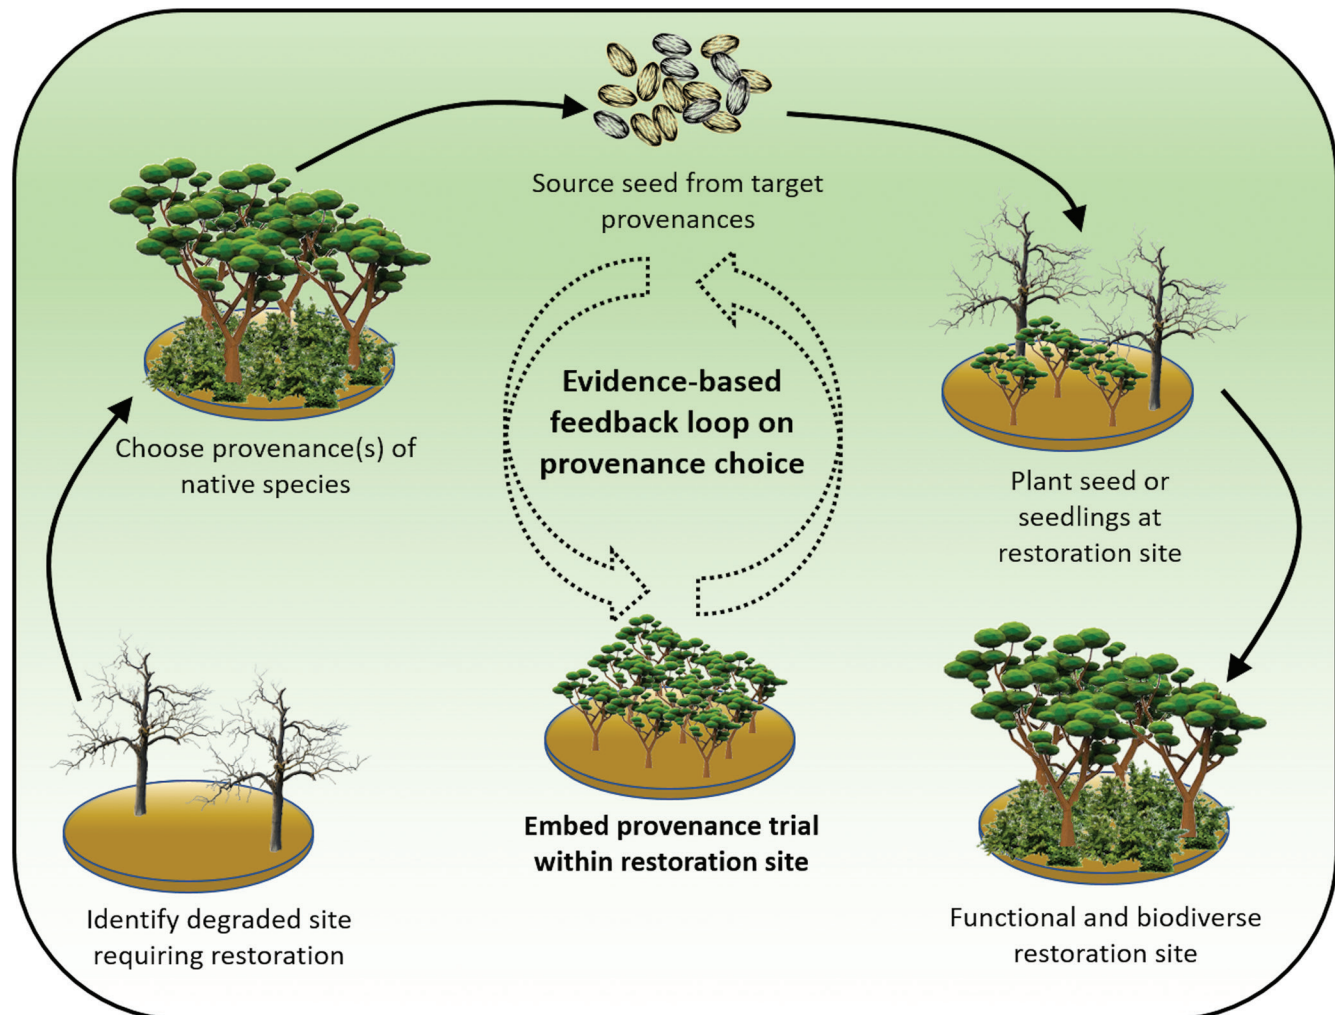 Source seed from target
provenances
Evidence-based
feedback loop on
provenance choice
Choose provenance(s) of
native species
Plant seed or
seedlings at
restoration site
Embed provenance trial
within restoration site
Identify degraded site
requiring restoration
Functional and biodiverse
restoration site